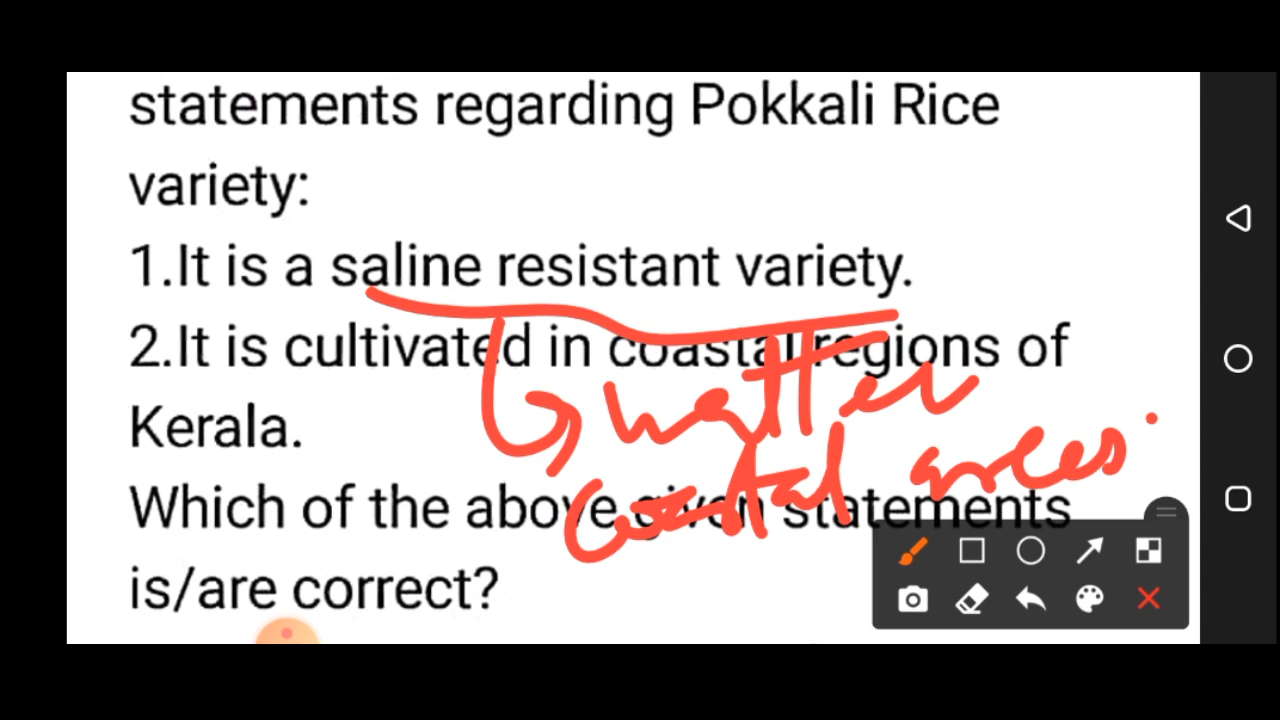 statements regarding Pokkali Rice
variety:
1.It is a saline resistant variety.
2.It is cultivated in coastal regions of
Kerala.
watter
coastal areas.
Which of the above given statements
is/are correct?